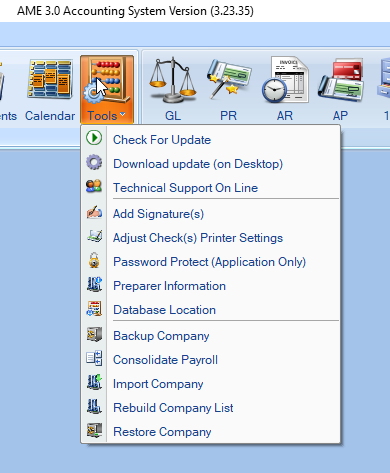 AME 3.0 Accounting System Version (3.23.35)
nts Calendar Tools GL PR AR AP 1
INVOICE
Check For Update
Download update (on Desktop)
Technical Support On Line
Add Signature(s)
Adjust Check(s) Printer Settings
Password Protect (Application Only)
Preparer Information
Database Location
Backup Company
Consolidate Payroll
Import Company
Rebuild Company List
Restore Company